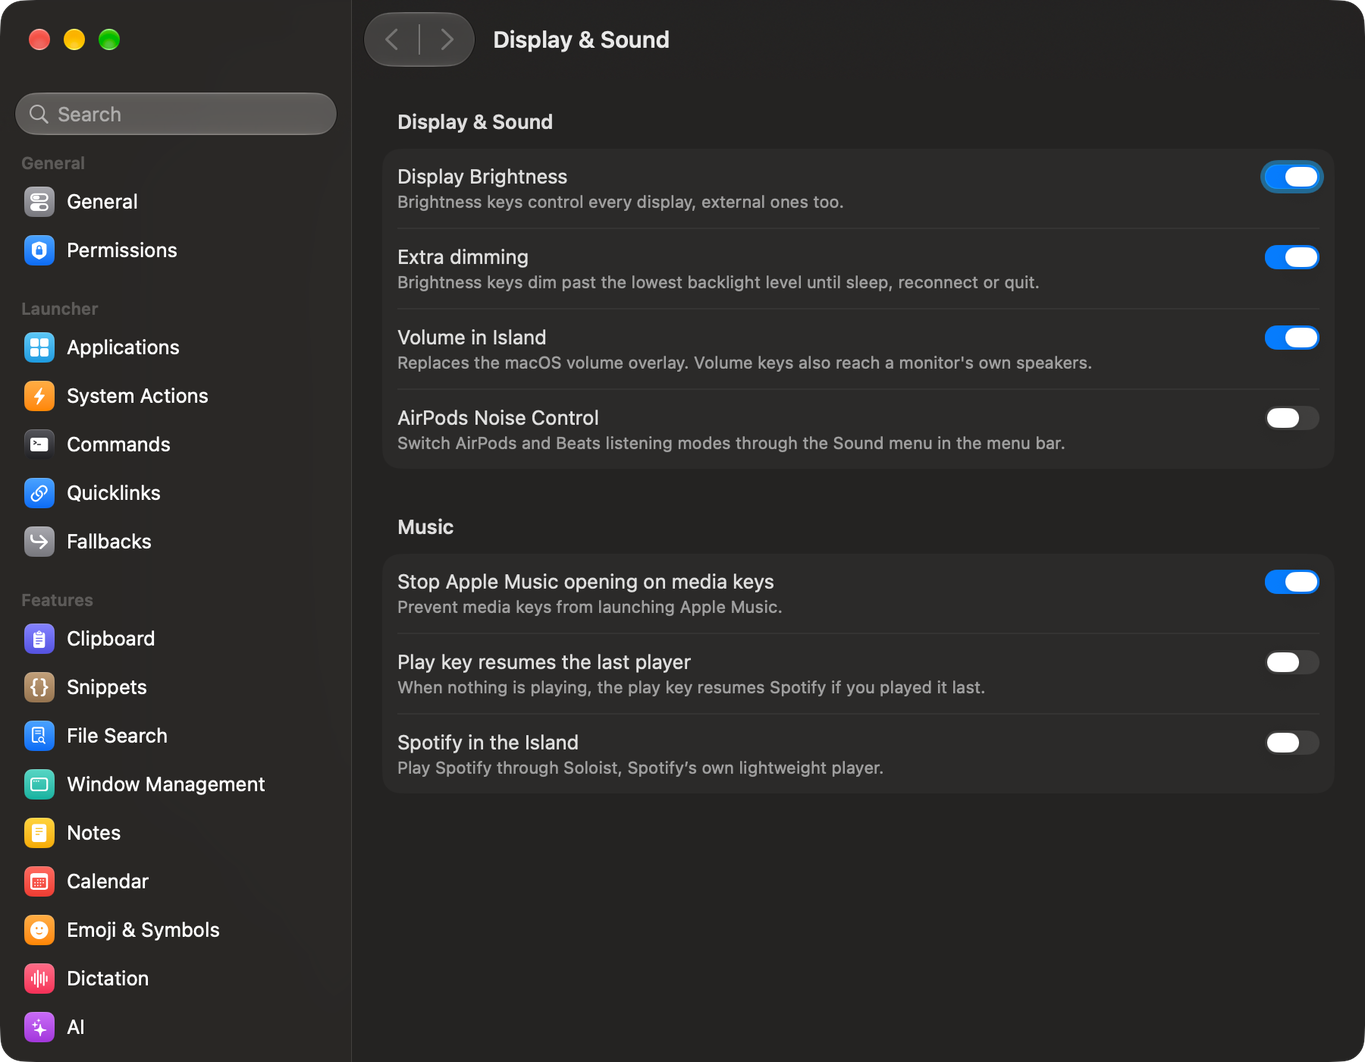 Display & Sound
Search
General
General
Permissions
Launcher
Applications
System Actions
Commands
Quicklinks
Fallbacks
Features
Clipboard
Snippets
File Search
Window Management
Notes
Calendar
Emoji & Symbols
Dictation
AI
Display & Sound
Display Brightness
Brightness keys control every display, external ones too.
Extra dimming
Brightness keys dim past the lowest backlight level until sleep, reconnect or quit.
Volume in Island
Replaces the macOS volume overlay. Volume keys also reach a monitor's own speakers.
AirPods Noise Control
Switch AirPods and Beats listening modes through the Sound menu in the menu bar.
Music
Stop Apple Music opening on media keys
Prevent media keys from launching Apple Music.
Play key resumes the last player
When nothing is playing, the play key resumes Spotify if you played it last.
Spotify in the Island
Play Spotify through Soloist, Spotify’s own lightweight player.